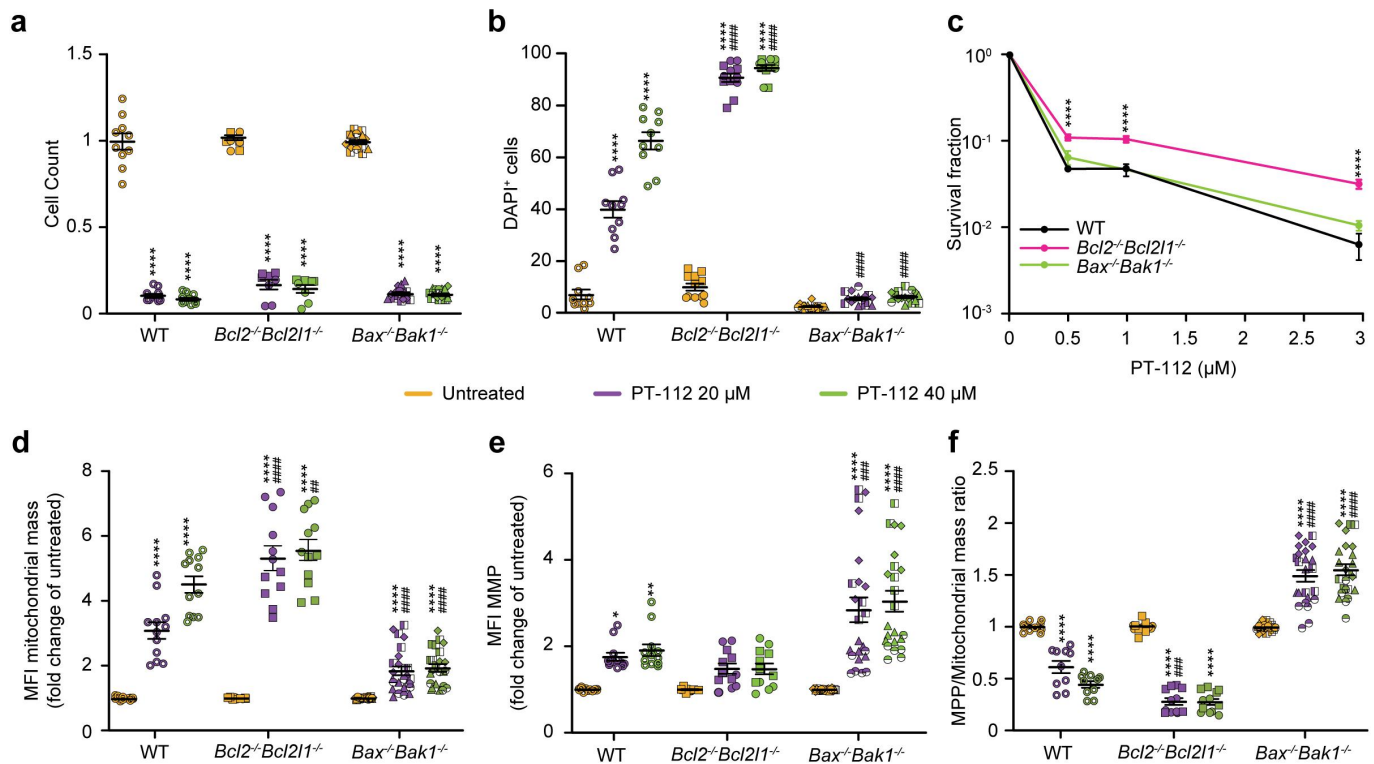 a
Cell Count
1.5
1
0.5
0
****
****
****
****
****
****
WT
Bcl2-/-Bcl2l1-/-
Bax-/-Bak1-/-
b
DAPI+ cells
100
80
60
40
20
0
****
****
****
####
****
####
####
####
WT
Bcl2-/-Bcl2l1-/-
Bax-/-Bak1-/-
c
Survival fraction
10⁰
10⁻¹
10⁻²
10⁻³
****
****
****
WT
Bcl2-/-Bcl2l1-/-
Bax-/-Bak1-/-
0 0.5 1 1.5 2 2.5 3
PT-112 (µM)
Untreated PT-112 20 µM PT-112 40 µM
d
MFI mitochondrial mass
(fold change of untreated)
8
6
4
2
0
****
****
****
####
****
##
****
####
****
####
WT
Bcl2-/-Bcl2l1-/-
Bax-/-Bak1-/-
e
MFI MMP
(fold change of untreated)
6
4
2
0
*
**
****
###
****
####
WT
Bcl2-/-Bcl2l1-/-
Bax-/-Bak1-/-
f
MPP/Mitochondrial mass ratio
2.5
2
1.5
1
0.5
0
****
****
****
###
****
****
####
****
####
WT
Bcl2-/-Bcl2l1-/-
Bax-/-Bak1-/-